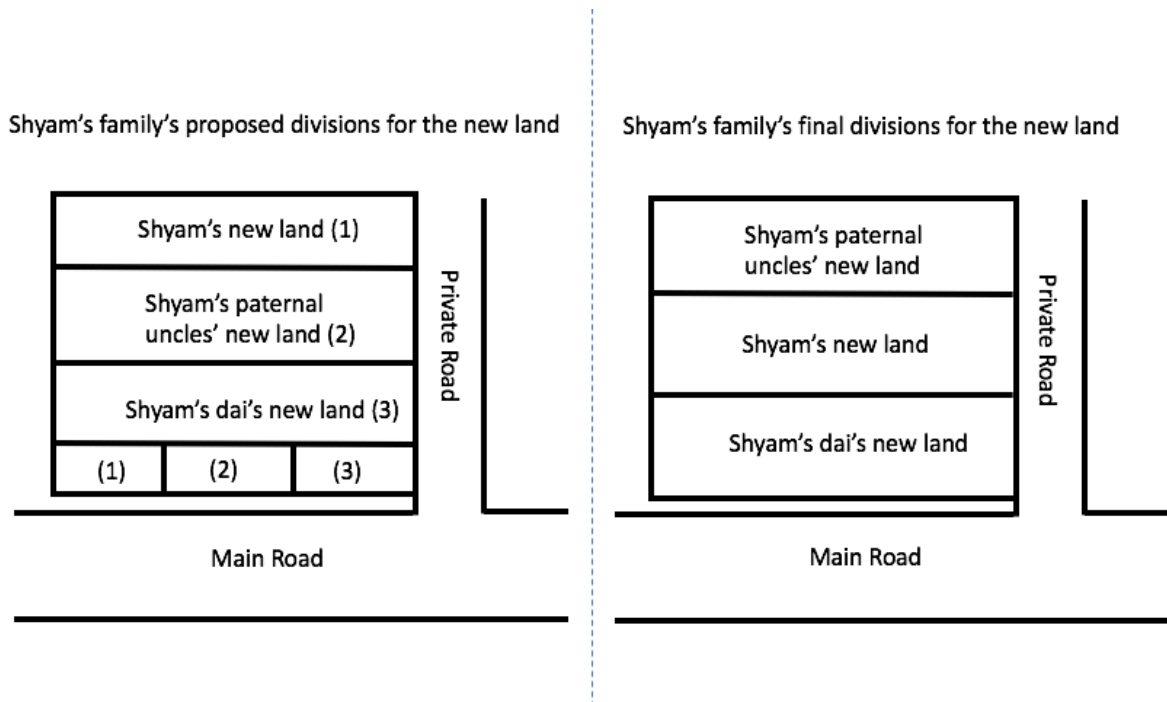 Shyam's family's proposed divisions for the new land
Shyam's new land (1)
Shyam's paternal
uncles' new land (2)
Shyam's dai's new land (3)
(1)
(2)
(3)
Private Road
Main Road
Shyam's family's final divisions for the new land
Shyam's paternal
uncles' new land
Shyam's new land
Shyam's dai's new land
Private Road
Main Road